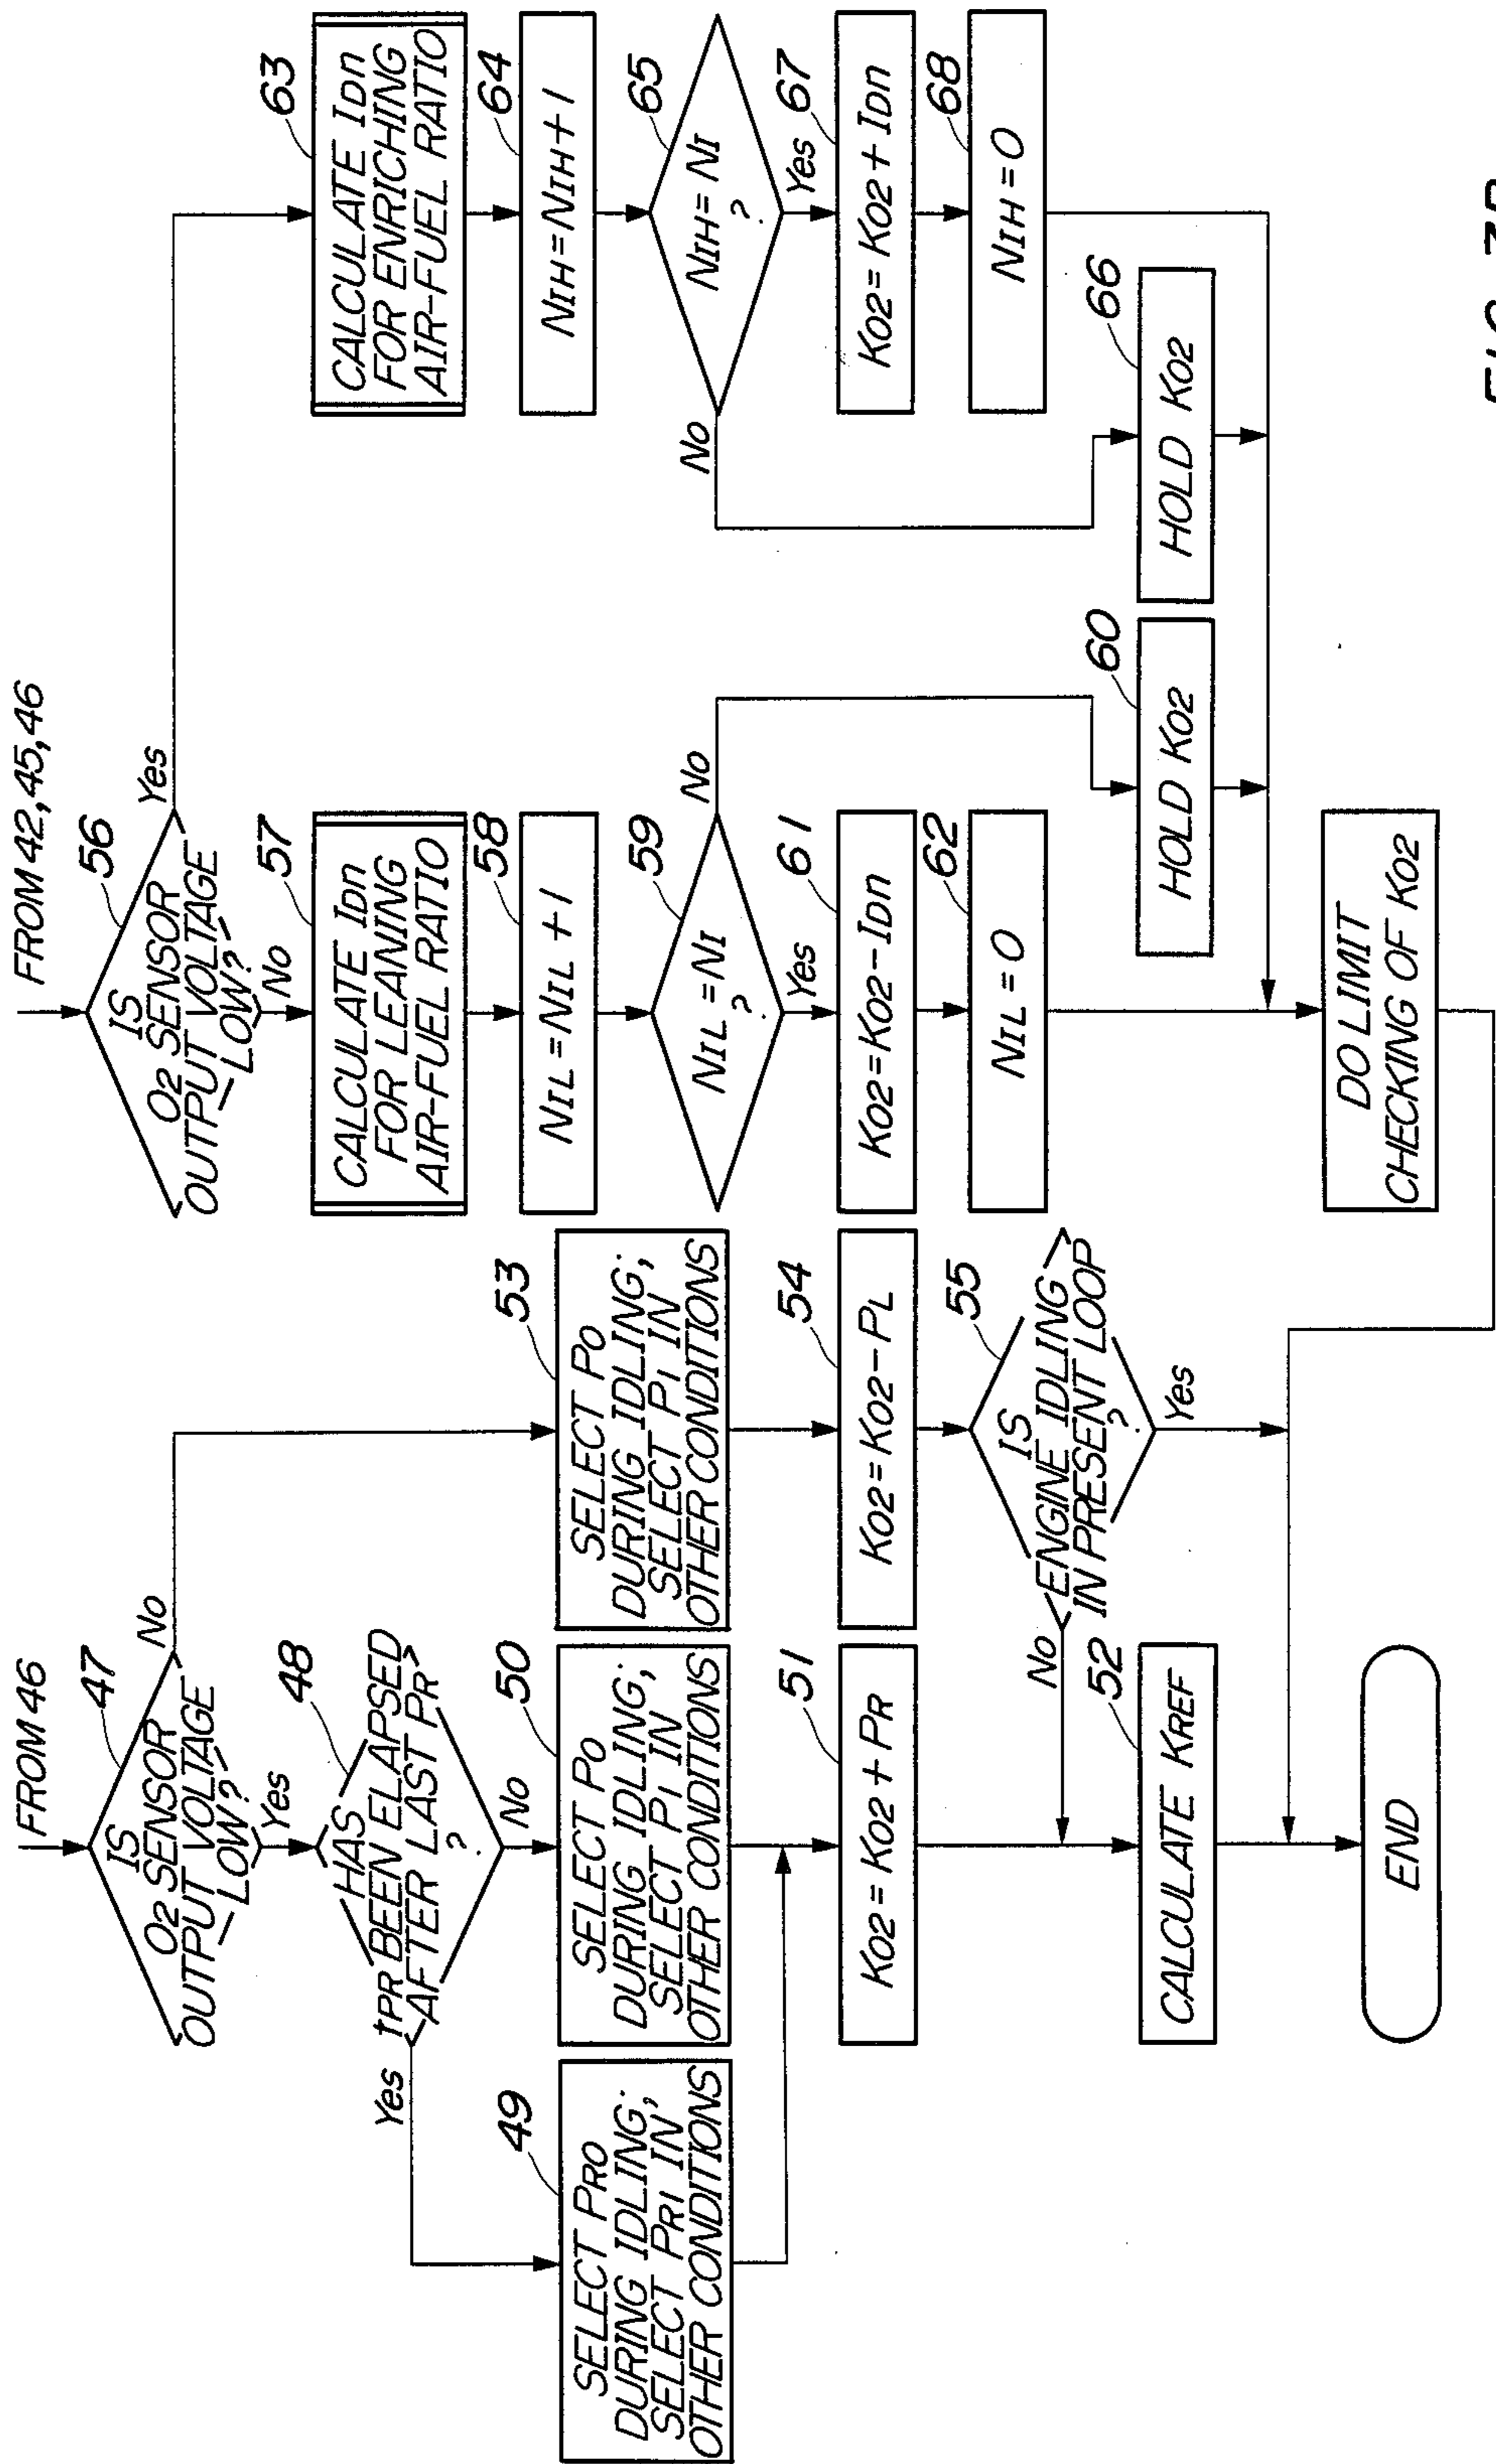 FROM 46
47
IS
O2 SENSOR
OUTPUT VOLTAGE
LOW?
No
Yes
48
HAS
tPR BEEN ELAPSED
AFTER LAST PR
?
Yes
No
49
SELECT PRO
DURING IDLING;
SELECT PR1 IN
OTHER CONDITIONS
50
SELECT PO
DURING IDLING;
SELECT P1 IN
OTHER CONDITIONS
51
KO2 = KO2 + PR
52
CALCULATE KREF
END
53
SELECT PO
DURING IDLING;
SELECT P1 IN
OTHER CONDITIONS
54
KO2 = KO2 - PL
55
IS
ENGINE IDLING
IN PRESENT LOOP
?
No
Yes
FROM 42, 45, 46
56
IS
O2 SENSOR
OUTPUT VOLTAGE
LOW?
Yes
No
57
CALCULATE IDn
FOR LEANING
AIR-FUEL RATIO
58
NIL = NIL + 1
59
NIL = NI
?
No
Yes
60
HOLD KO2
61
KO2 = KO2 - IDn
62
NIL = 0
DO LIMIT
CHECKING OF KO2
63
CALCULATE IDn
FOR ENRICHING
AIR-FUEL RATIO
64
NIH = NIH + 1
65
NIH = NI
?
No
Yes
66
HOLD KO2
67
KO2 = KO2 + IDn
68
NIH = 0